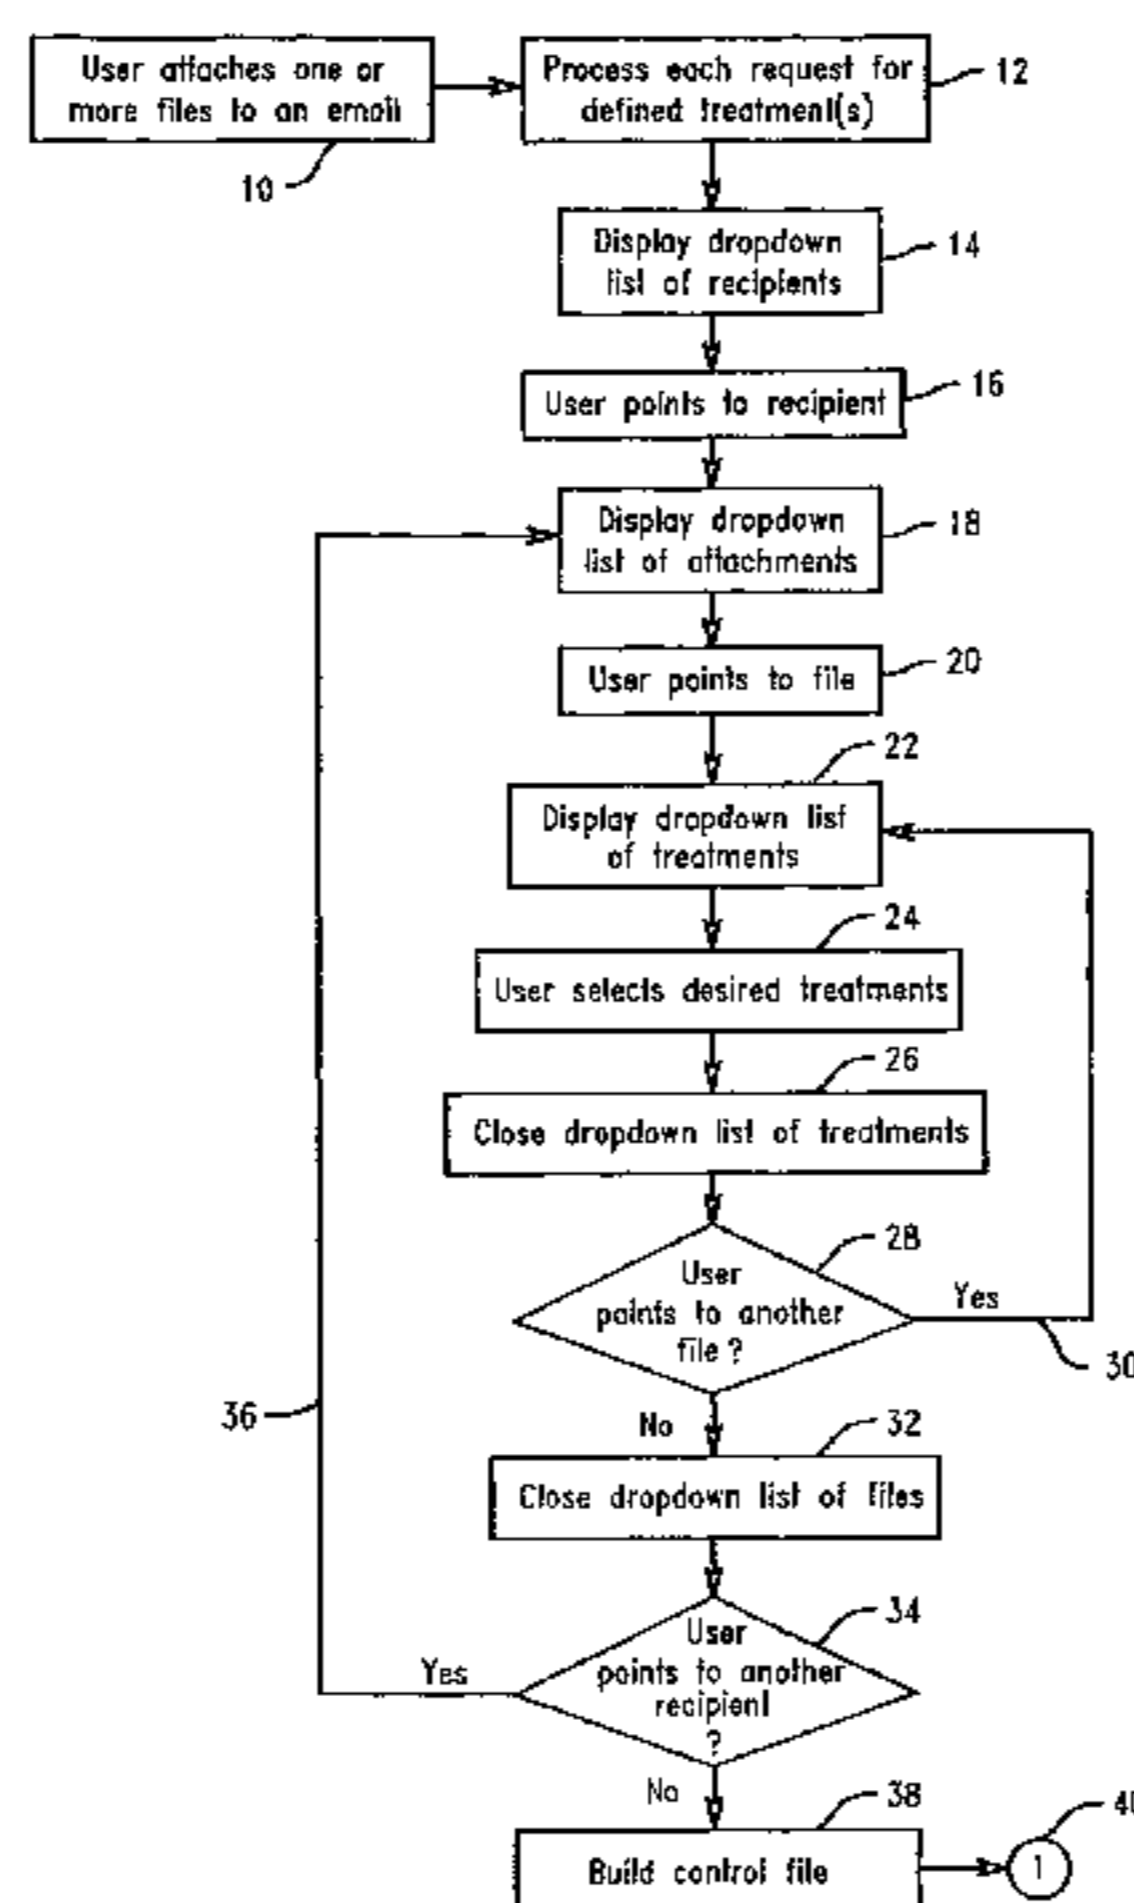 User attaches one or
more files to an email
10
Process each request for
defined treatment(s)
12
Display dropdown
list of recipients
14
User points to recipient
16
Display dropdown
list of attachments
18
User points to file
20
22
Display dropdown list
of treatments
24
User selects desired treatments
26
Close dropdown list of treatments
28
User
points to another
file ?
Yes
30
36
No
32
Close dropdown list of files
34
User
points to another
recipient
?
Yes
No
38
40
Build control file
1